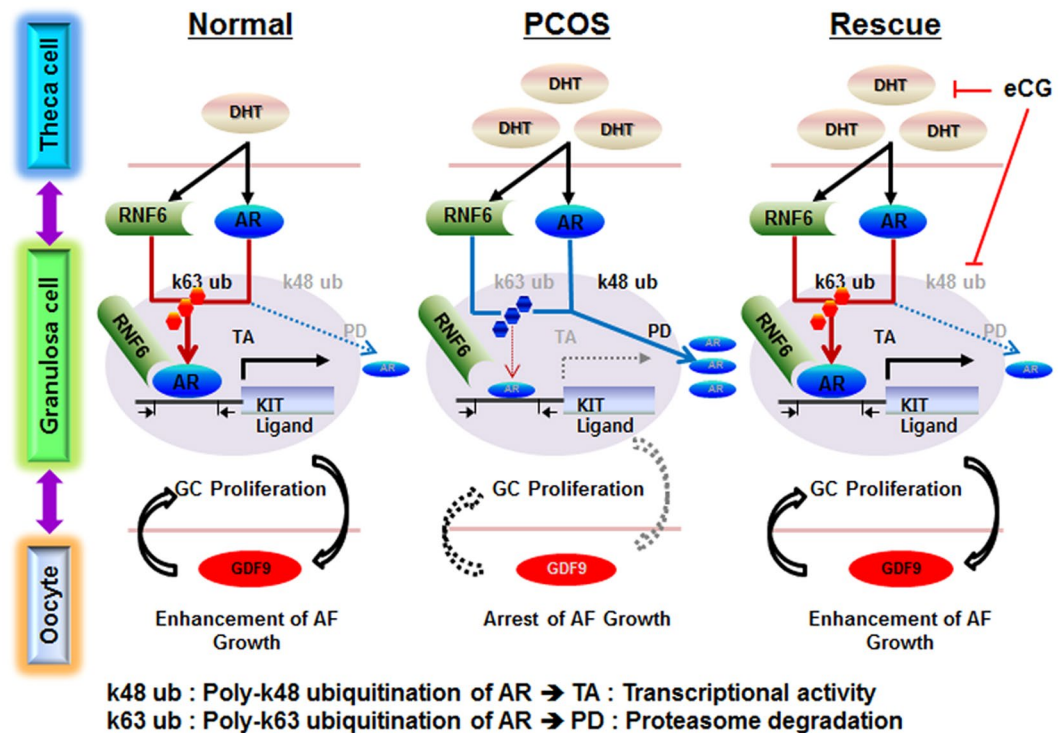 Normal
PCOS
Rescue
Theca cell
Granulosa cell
Oocyte
DHT
RNF6
AR
k63 ub
k48 ub
RNF6
TA
PD
AR
AR
KIT
Ligand
GC Proliferation
GDF9
Enhancement of AF
Growth
DHT
DHT
DHT
RNF6
AR
k63 ub
k48 ub
RNF6
TA
PD
AR
AR
AR
AR
KIT
Ligand
GC Proliferation
GDF9
Arrest of AF Growth
DHT
DHT
DHT
eCG
RNF6
AR
k63 ub
k48 ub
RNF6
TA
PD
AR
AR
KIT
Ligand
GC Proliferation
GDF9
Enhancement of AF
Growth
k48 ub : Poly-k48 ubiquitination of AR ➔ TA : Transcriptional activity
k63 ub : Poly-k63 ubiquitination of AR ➔ PD : Proteasome degradation